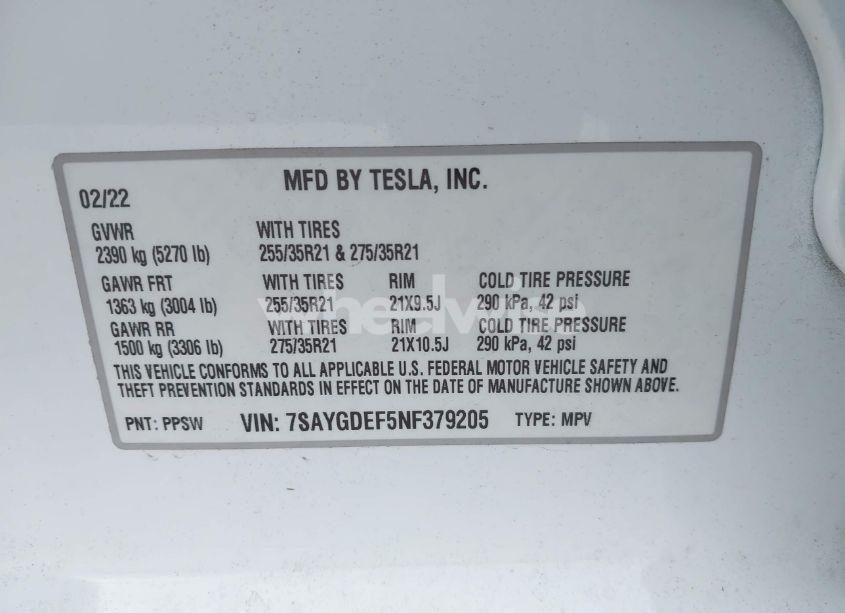 MFD BY TESLA, INC.
02/22
GVWR WITH TIRES
2390 kg (5270 lb) 255/35R21 & 275/35R21
GAWR FRT WITH TIRES RIM COLD TIRE PRESSURE
1363 kg (3004 lb) 255/35R21 21X9.5J 290 kPa, 42 psi
GAWR RR WITH TIRES RIM COLD TIRE PRESSURE
1500 kg (3306 lb) 275/35R21 21X10.5J 290 kPa, 42 psi
THIS VEHICLE CONFORMS TO ALL APPLICABLE U.S. FEDERAL MOTOR VEHICLE SAFETY AND
THEFT PREVENTION STANDARDS IN EFFECT ON THE DATE OF MANUFACTURE SHOWN ABOVE.
PNT: PPSW VIN: 7SAYGDEF5NF379205 TYPE: MPV